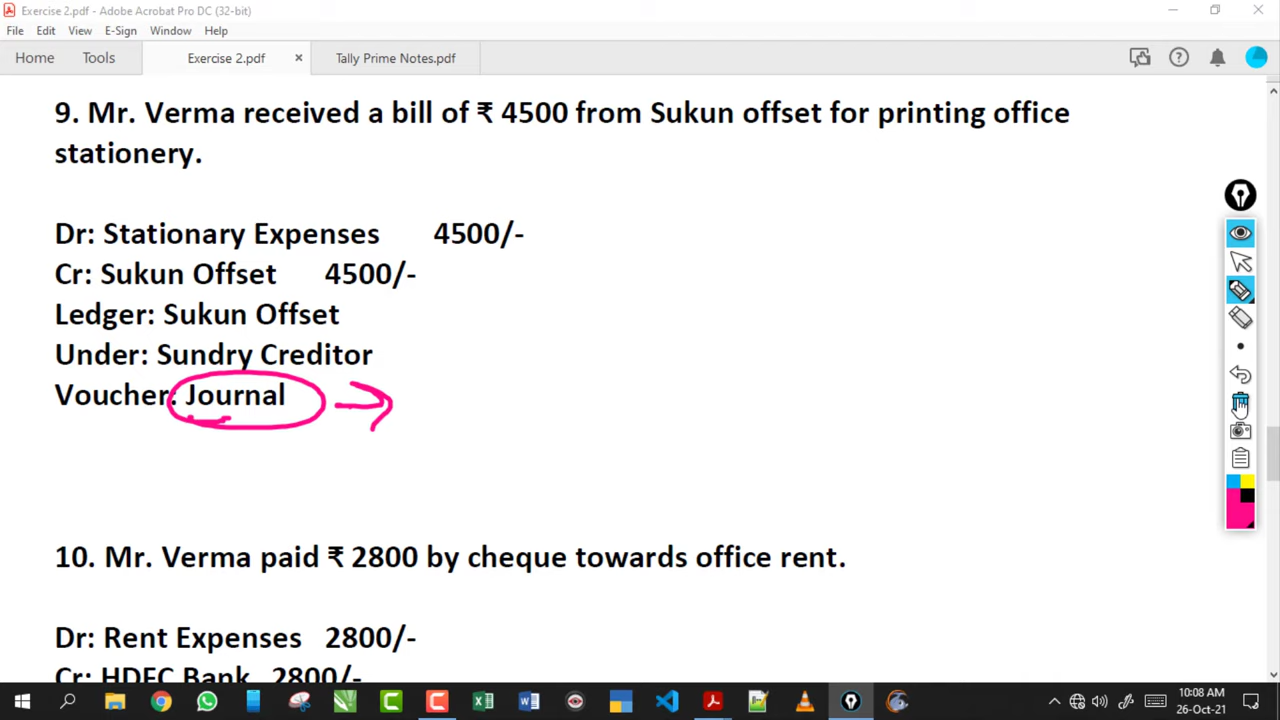 Exercise 2.pdf - Adobe Acrobat Pro DC (32-bit)
File Edit View E-Sign Window Help
Home Tools Exercise 2.pdf × Tally Prime Notes.pdf
9. Mr. Verma received a bill of ₹ 4500 from Sukun offset for printing office
stationery.
Dr: Stationary Expenses 4500/-
Cr: Sukun Offset 4500/-
Ledger: Sukun Offset
Under: Sundry Creditor
Voucher: Journal
10. Mr. Verma paid ₹ 2800 by cheque towards office rent.
Dr: Rent Expenses 2800/-
Cr: HDFC Bank 2800/-
10:08 AM
26-Oct-21